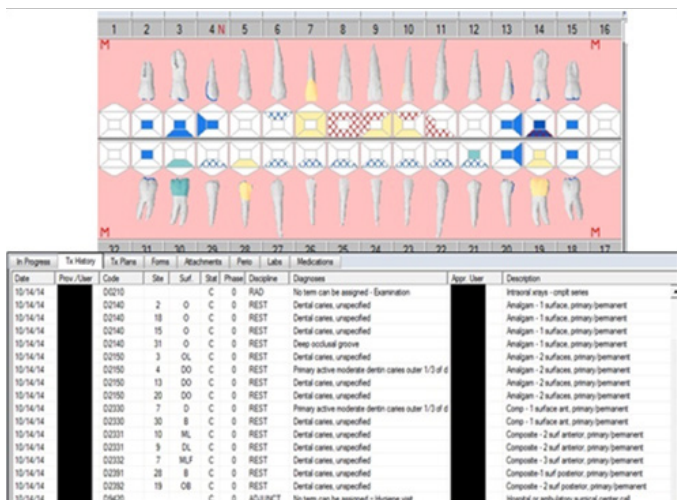 1 2 3 4 N 5 6 7 8 9 10 11 12 13 14 15 16
M M
M M
32 31 30 29 28 27 26 25 24 23 22 21 20 19 18 17
In Progress Tx History Tx Plans Forms Attachments Perio Labs Medications
Date Prov./User Code Site Surf. Stat Phase Discipline Diagnoses Appr. User Description
10/14/14 D0210 C 0 RAD No term can be assigned - Examination Intraoral xrays - cmplt series
10/14/14 D2140 2 O C 0 REST Dental caries, unspecified Amalgam - 1 surface, primary/permanent
10/14/14 D2140 18 O C 0 REST Dental caries, unspecified Amalgam - 1 surface, primary/permanent
10/14/14 D2140 15 O C 0 REST Dental caries, unspecified Amalgam - 1 surface, primary/permanent
10/14/14 D2140 31 O C 0 REST Deep occlusal groove Amalgam - 1 surface, primary/permanent
10/14/14 D2150 3 OL C 0 REST Dental caries, unspecified Amalgam - 2 surfaces, primary/permanent
10/14/14 D2150 4 DO C 0 REST Primary active moderate dentin caries outer 1/3 of d Amalgam - 2 surfaces, primary/permanent
10/14/14 D2150 13 DO C 0 REST Dental caries, unspecified Amalgam - 2 surfaces, primary/permanent
10/14/14 D2150 20 DO C 0 REST Dental caries, unspecified Amalgam - 2 surfaces, primary/permanent
10/14/14 D2330 7 D C 0 REST Primary active moderate dentin caries outer 1/3 of d Comp - 1 surface ant, primary/permanent
10/14/14 D2330 30 B C 0 REST Dental caries, unspecified Comp - 1 surface ant, primary/permanent
10/14/14 D2331 10 ML C 0 REST Dental caries, unspecified Composite - 2 surf anterior, primary/permanent
10/14/14 D2331 9 DL C 0 REST Dental caries, unspecified Composite - 2 surf anterior, primary/permanent
10/14/14 D2332 7 MLF C 0 REST Dental caries, unspecified Composite - 3 surf anterior, primary/permanent
10/14/14 D2391 28 B C 0 REST Dental caries, unspecified Composite-1 surf posterior, primary/permanent
10/14/14 D2392 19 OB C 0 REST Dental caries, unspecified Composite - 2 surf posterior, primary/permanent
10/14/14 D9420 C 0 ADJUNCT No term can be assigned - Hygiene visit